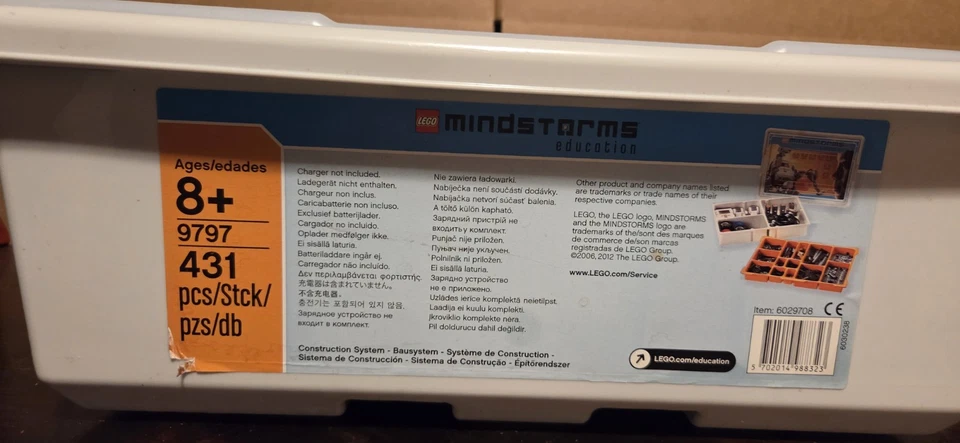 LEGO mindstorms
education
Ages/edades
8+
9797
431
pcs/Stck/
pzs/db
Charger not included.
Ladegerät nicht enthalten.
Chargeur non inclus.
Caricabatterie non incluso.
Exclusief batterijlader.
Cargador no incluido.
Oplader medfølger ikke.
Ei sisällä laturia.
Batteriladdare ingår ej.
Carregador não incluído.
Δεν περιλαμβάνεται φορτιστής.
充電器は含まれていません。
不含充电器.
충전기는 포함되어 있지 않음.
Зарядное устройство не
входит в комплект.
Nie zawiera ładowarki.
Nabíječka není součástí dodávky.
Nabíjačka netvorí súčasť balenia.
A töltő külön kapható.
Зарядний пристрій не
входить у комплект.
Punjač nije priložen.
Пуњач није укључен.
Polnilnik ni priložen.
Ei sisällä laturia.
Зарядно устройство
не е приложено.
Uzlādes ierīce komplektā neietilpst.
Laadija ei kuulu komplekti.
Įkroviklio komplekte nėra.
Pil doldurucu dahil değildir.
Other product and company names listed
are trademarks or trade names of their
respective companies.
LEGO, the LEGO logo, MINDSTORMS
and the MINDSTORMS logo are
trademarks of the/sont des marques
de commerce de/son marcas
registradas de LEGO Group.
©2006, 2012 The LEGO Group.
www.LEGO.com/Service
Construction System - Bausystem - Système de Construction -
Sistema de Construcción - Sistema de Construção - Építőrendszer
LEGO.com/education
Item: 6029708 CE
5 702014 988323
6030238